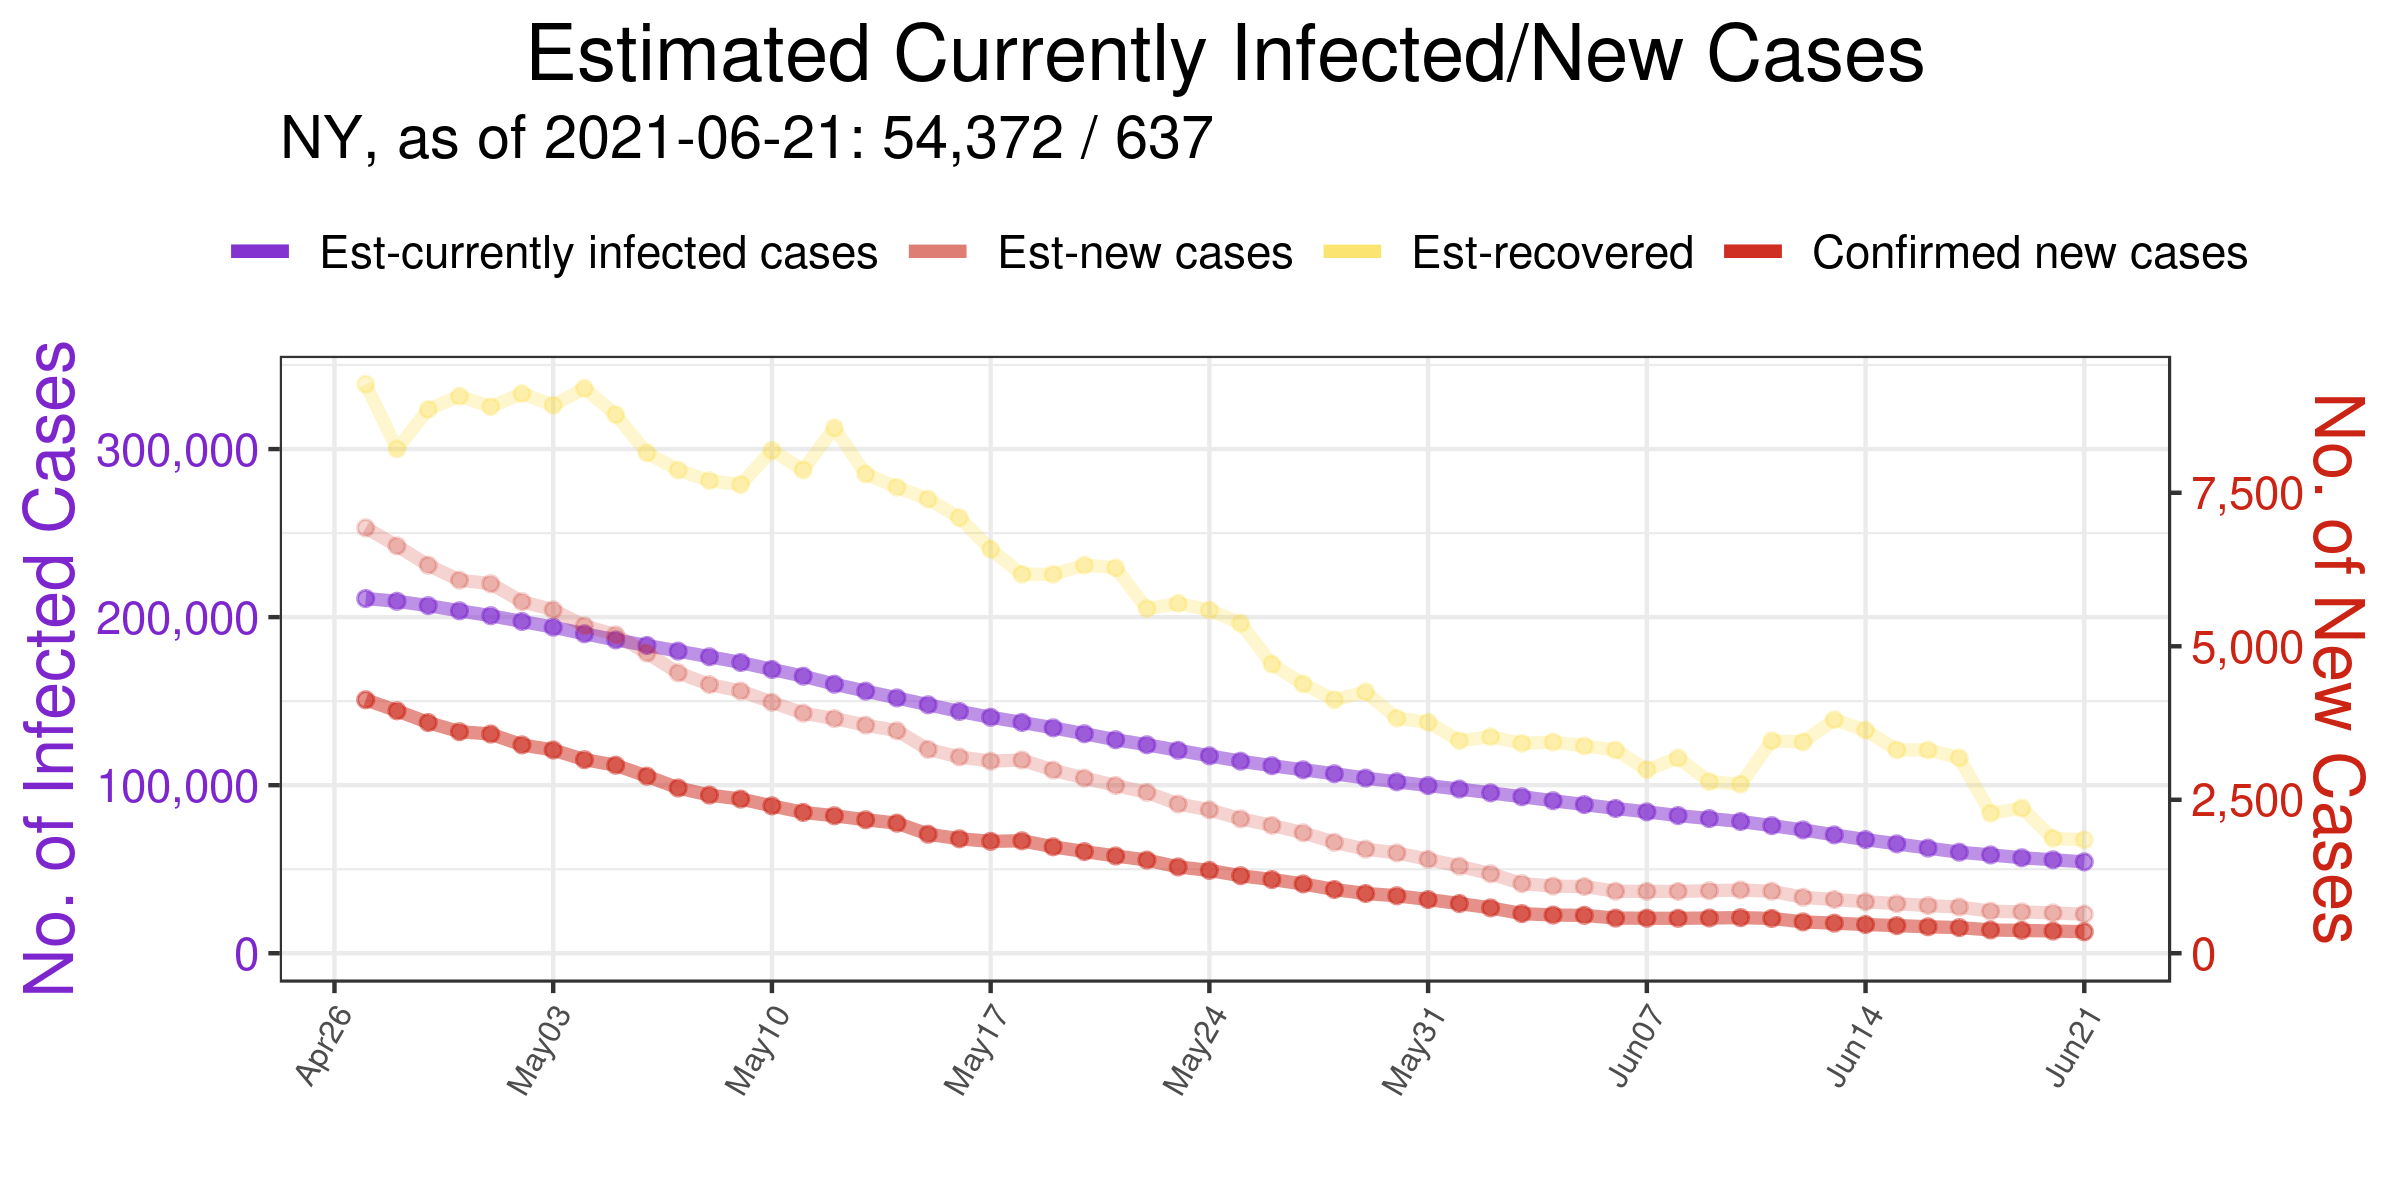 Estimated Currently Infected/New Cases
NY, as of 2021-06-21: 54,372 / 637
Est-currently infected cases Est-new cases Est-recovered Confirmed new cases
No. of Infected Cases
300,000
200,000
100,000
0
7,500
5,000
2,500
0
No. of New Cases
Apr26 May03 May10 May17 May24 May31 Jun07 Jun14 Jun21